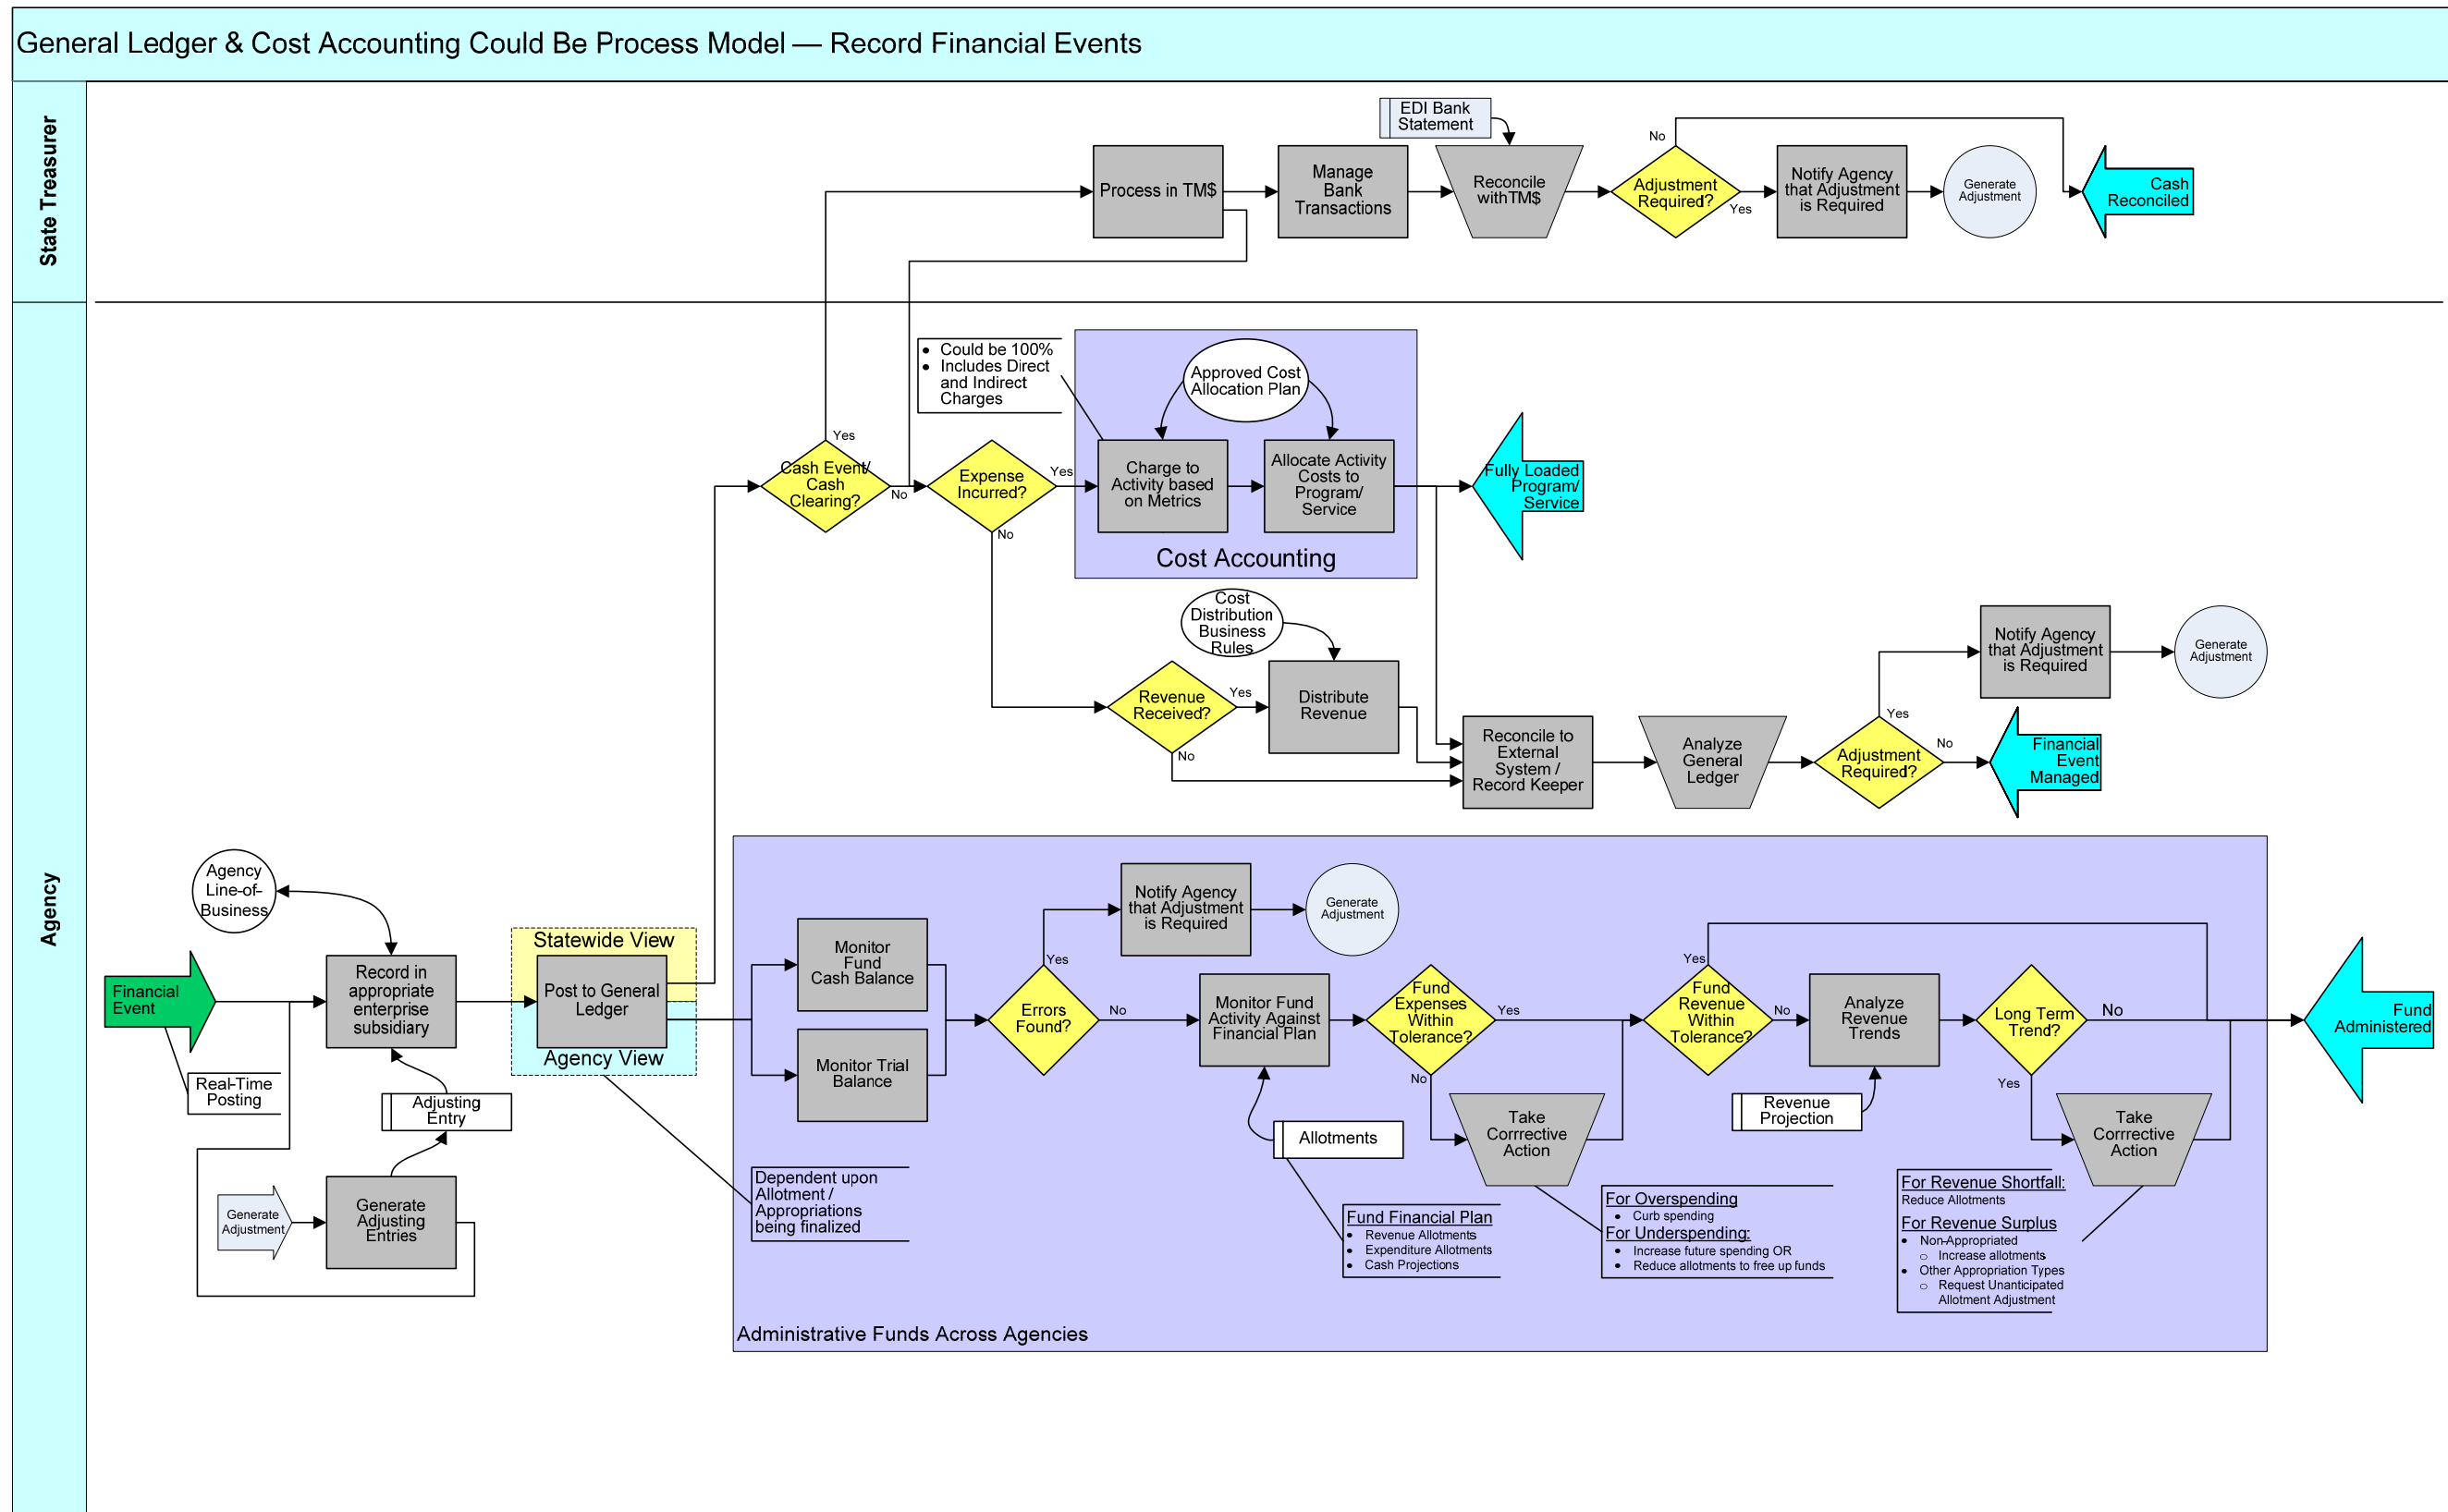 General Ledger & Cost Accounting Could Be Process Model — Record Financial Events
State Treasurer
EDI Bank
Statement
Process in TM$
Manage
Bank
Transactions
Reconcile
withTM$
No
Adjustment
Required?
Yes
Notify Agency
that Adjustment
is Required
Generate
Adjustment
Cash
Reconciled
Agency
• Could be 100%
• Includes Direct
and Indirect
Charges
Approved Cost
Allocation Plan
Yes
Cash Event/
Cash
Clearing?
No
Expense
Incurred?
Yes
No
Charge to
Activity based
on Metrics
Allocate Activity
Costs to
Program/
Service
Cost Accounting
Fully Loaded
Program/
Service
Cost
Distribution
Business
Rules
Revenue
Received?
Yes
No
Distribute
Revenue
Reconcile to
External
System /
Record Keeper
Analyze
General
Ledger
Adjustment
Required?
Yes
No
Notify Agency
that Adjustment
is Required
Generate
Adjustment
Financial
Event
Managed
Agency
Line-of-
Business
Financial
Event
Real-Time
Posting
Record in
appropriate
enterprise
subsidiary
Adjusting
Entry
Generate
Adjustment
Generate
Adjusting
Entries
Statewide View
Post to General
Ledger
Agency View
Dependent upon
Allotment /
Appropriations
being finalized
Monitor
Fund
Cash Balance
Monitor Trial
Balance
Errors
Found?
Yes
No
Notify Agency
that Adjustment
is Required
Generate
Adjustment
Monitor Fund
Activity Against
Financial Plan
Allotments
Fund Financial Plan
• Revenue Allotments
• Expenditure Allotments
• Cash Projections
Fund
Expenses
Within
Tolerance?
Yes
No
Take
Corrrective
Action
For Overspending
• Curb spending
For Underspending:
• Increase future spending OR
• Reduce allotments to free up funds
Yes
Fund
Revenue
Within
Tolerance?
No
Analyze
Revenue
Trends
Revenue
Projection
Long Term
Trend?
No
Yes
Take
Corrrective
Action
For Revenue Shortfall:
Reduce Allotments
For Revenue Surplus
• Non-Appropriated
○ Increase allotments
• Other Appropriation Types
○ Request Unanticipated
Allotment Adjustment
Fund
Administered
Administrative Funds Across Agencies